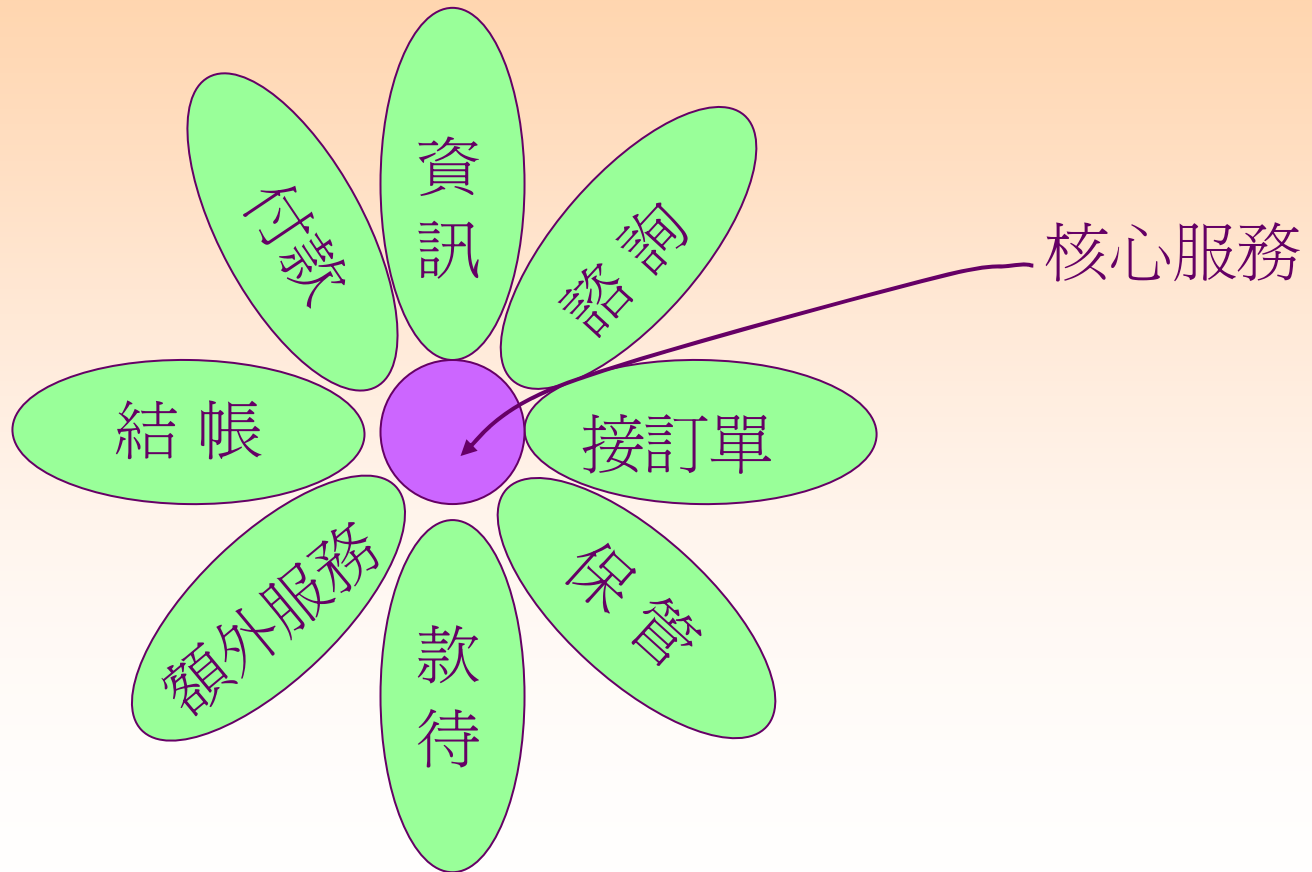 資
訊
諮 詢
接訂單
保 管
款
待
額外服務
結 帳
付款
核心服務